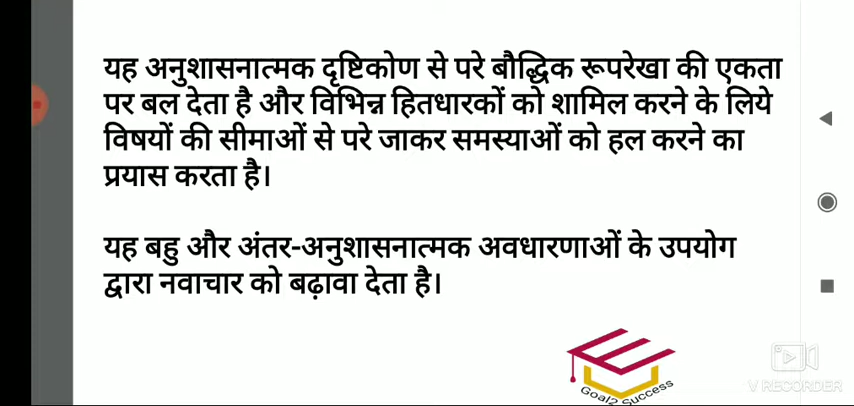 यह अनुशासनात्मक दृष्टिकोण से परे बौद्धिक रूपरेखा की एकता
पर बल देता है और विभिन्न हितधारकों को शामिल करने के लिये
विषयों की सीमाओं से परे जाकर समस्याओं को हल करने का
प्रयास करता है।
यह बहु और अंतर-अनुशासनात्मक अवधारणाओं के उपयोग
द्वारा नवाचार को बढ़ावा देता है।
Goal2 Success
V RECORDER